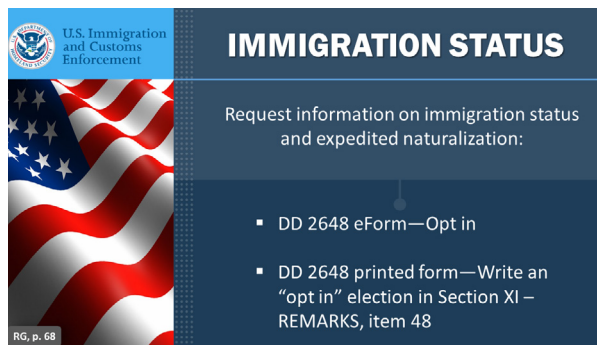 U.S. Immigration
and Customs
Enforcement
IMMIGRATION STATUS
Request information on immigration status
and expedited naturalization:
▪ DD 2648 eForm—Opt in
▪ DD 2648 printed form—Write an
“opt in” election in Section XI –
REMARKS, item 48
RG, p. 68